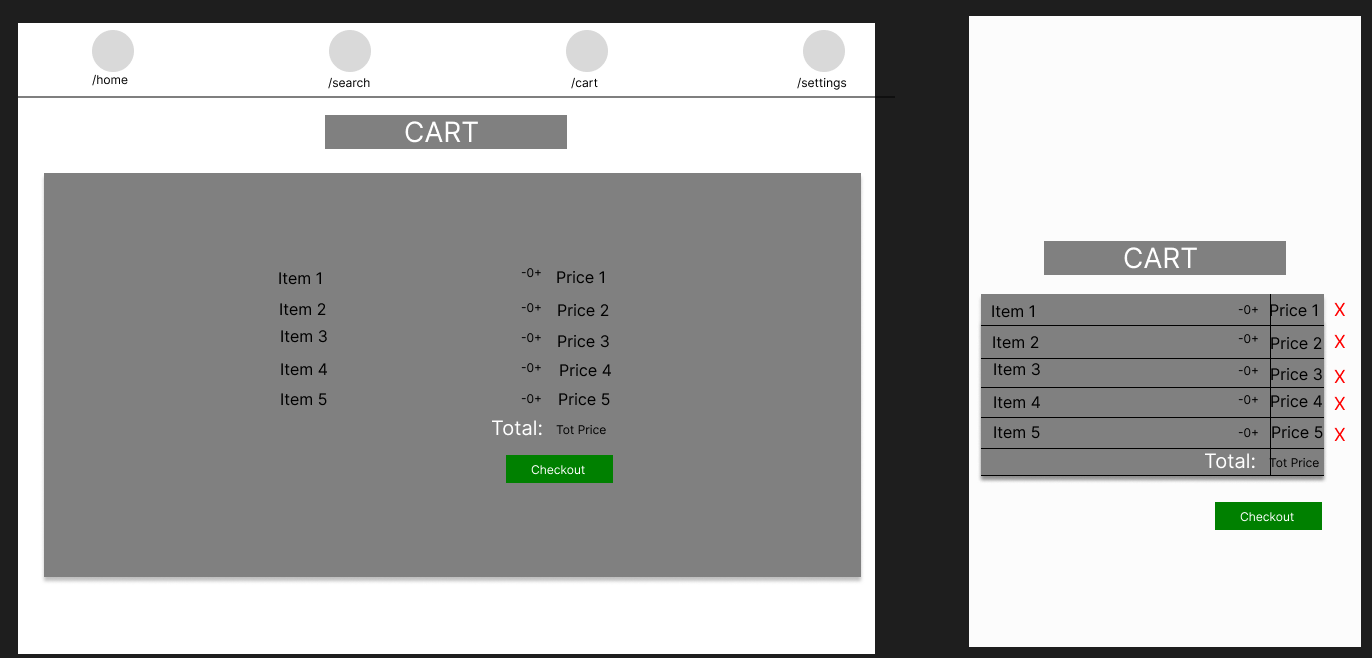 /home /search /cart /settings
CART
Item 1 -0+ Price 1
Item 2 -0+ Price 2
Item 3 -0+ Price 3
Item 4 -0+ Price 4
Item 5 -0+ Price 5
Total: Tot Price
Checkout
CART
Item 1 -0+ Price 1 X
Item 2 -0+ Price 2 X
Item 3 -0+ Price 3 X
Item 4 -0+ Price 4 X
Item 5 -0+ Price 5 X
Total: Tot Price
Checkout